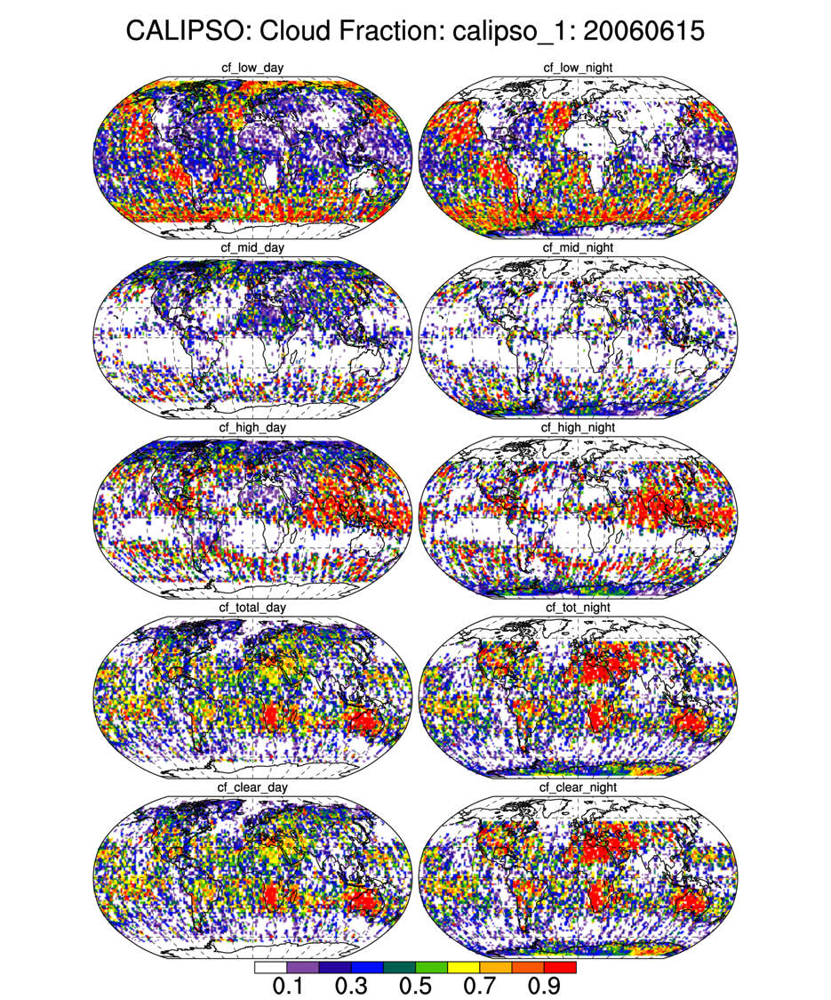 CALIPSO: Cloud Fraction: calipso_1: 20060615
cf_low_day cf_low_night
cf_mid_day cf_mid_night
cf_high_day cf_high_night
cf_total_day cf_tot_night
cf_clear_day cf_clear_night
0.1 0.3 0.5 0.7 0.9